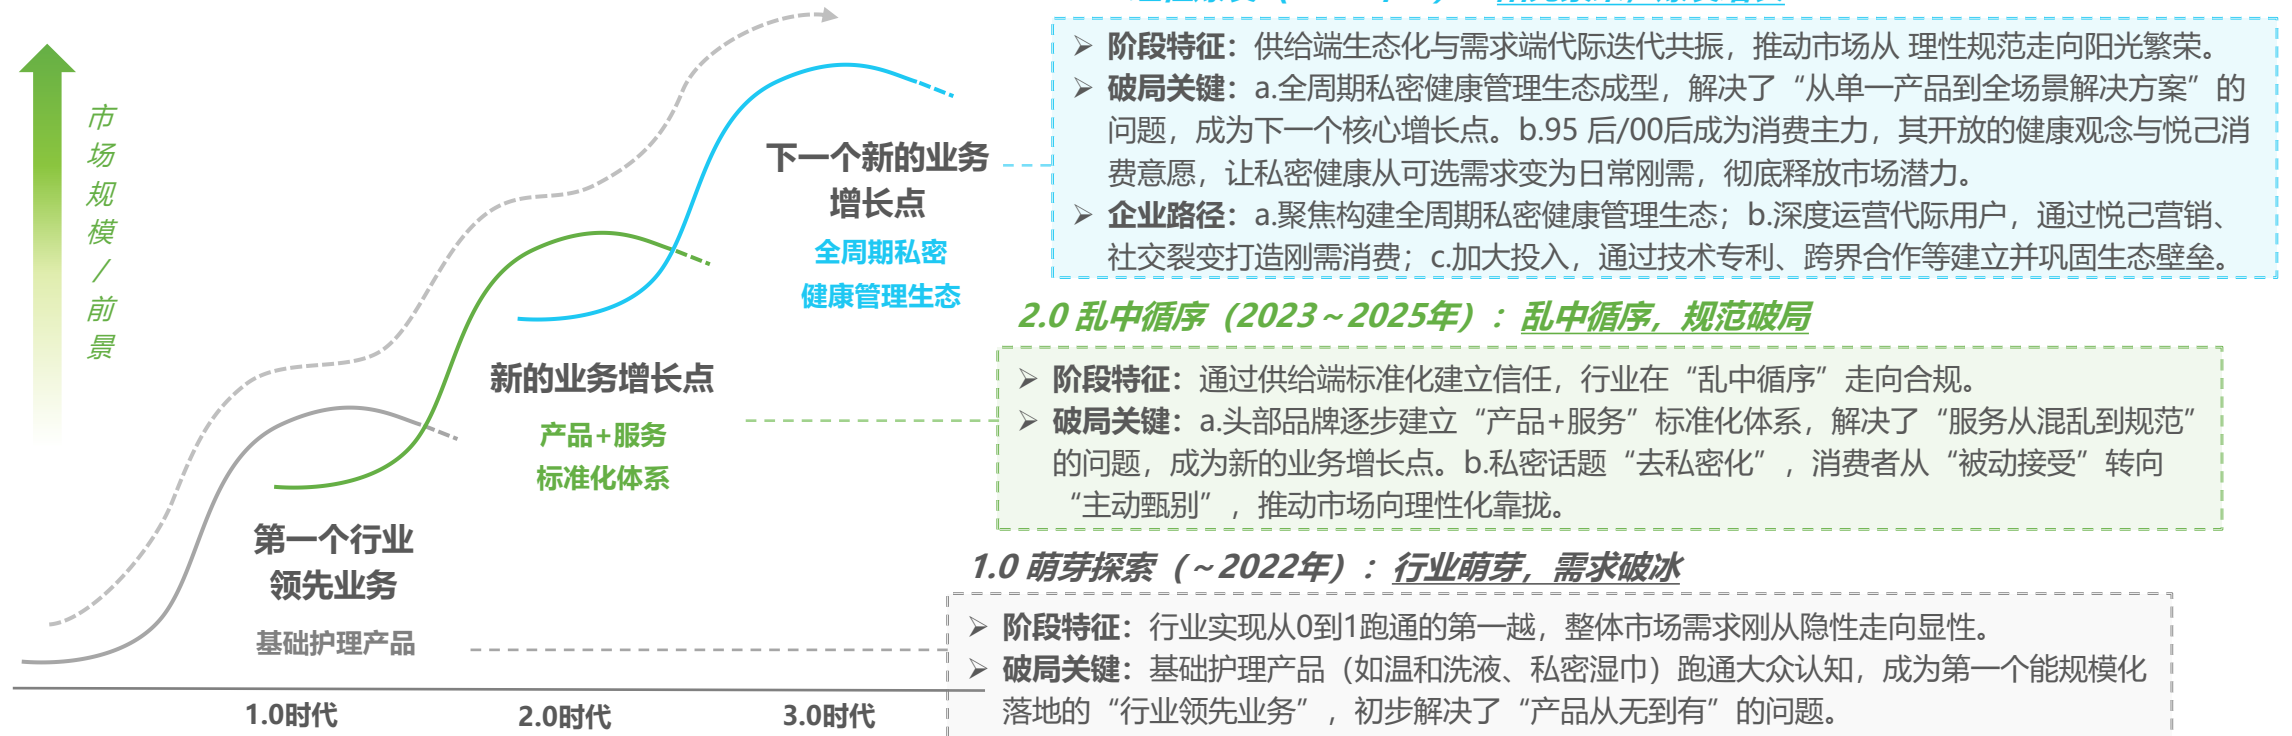 阶段特征：供给端生态化与需求端代际迭代共振，推动市场从 理性规范走向阳光繁荣。
破局关键：a.全周期私密健康管理生态成型，解决了“从单一产品到全场景解决方案”的
问题，成为下一个核心增长点。b.95 后/00后成为消费主力，其开放的健康观念与悦己消
费意愿，让私密健康从可选需求变为日常刚需，彻底释放市场潜力。
企业路径：a.聚焦构建全周期私密健康管理生态；b.深度运营代际用户，通过悦己营销、
社交裂变打造刚需消费；c.加大投入，通过技术专利、跨界合作等建立并巩固生态壁垒。
市场规模/前景
下一个新的业务
增长点
全周期私密
健康管理生态
2.0 乱中循序（2023～2025年）：乱中循序，规范破局
阶段特征：通过供给端标准化建立信任，行业在“乱中循序”走向合规。
破局关键：a.头部品牌逐步建立“产品+服务”标准化体系，解决了“服务从混乱到规范”
的问题，成为新的业务增长点。b.私密话题“去私密化”，消费者从“被动接受”转向
“主动甄别”，推动市场向理性化靠拢。
新的业务增长点
产品+服务
标准化体系
1.0 萌芽探索（～2022年）：行业萌芽，需求破冰
阶段特征：行业实现从0到1跑通的第一越，整体市场需求刚从隐性走向显性。
破局关键：基础护理产品（如温和洗液、私密湿巾）跑通大众认知，成为第一个能规模化
落地的“行业领先业务”，初步解决了“产品从无到有”的问题。
第一个行业
领先业务
基础护理产品
1.0时代
2.0时代
3.0时代